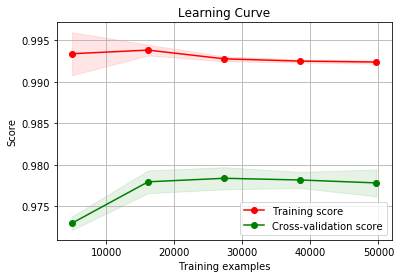 Learning Curve
0.995
0.990
0.985
0.980
0.975
Score
10000 20000 30000 40000 50000
Training examples
Training score
Cross-validation score